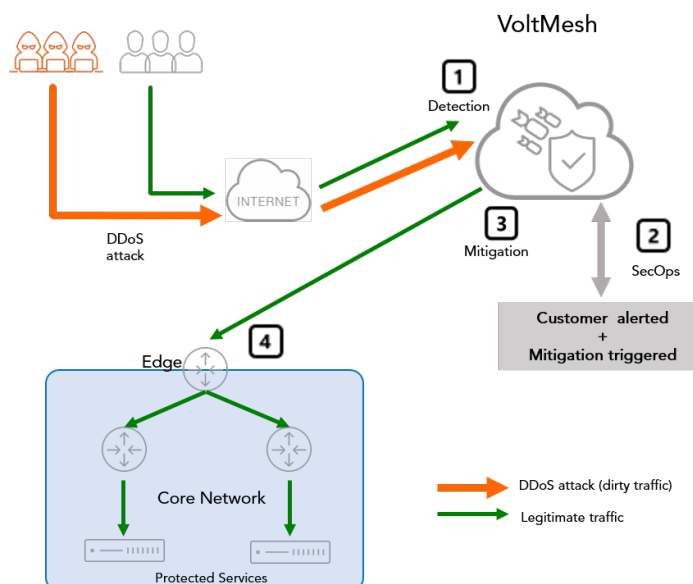 VoltMesh
1
Detection
INTERNET
DDoS
attack
3
Mitigation
2
SecOps
Customer alerted
+
Mitigation triggered
4
Edge
Core Network
Protected Services
DDoS attack (dirty traffic)
Legitimate traffic